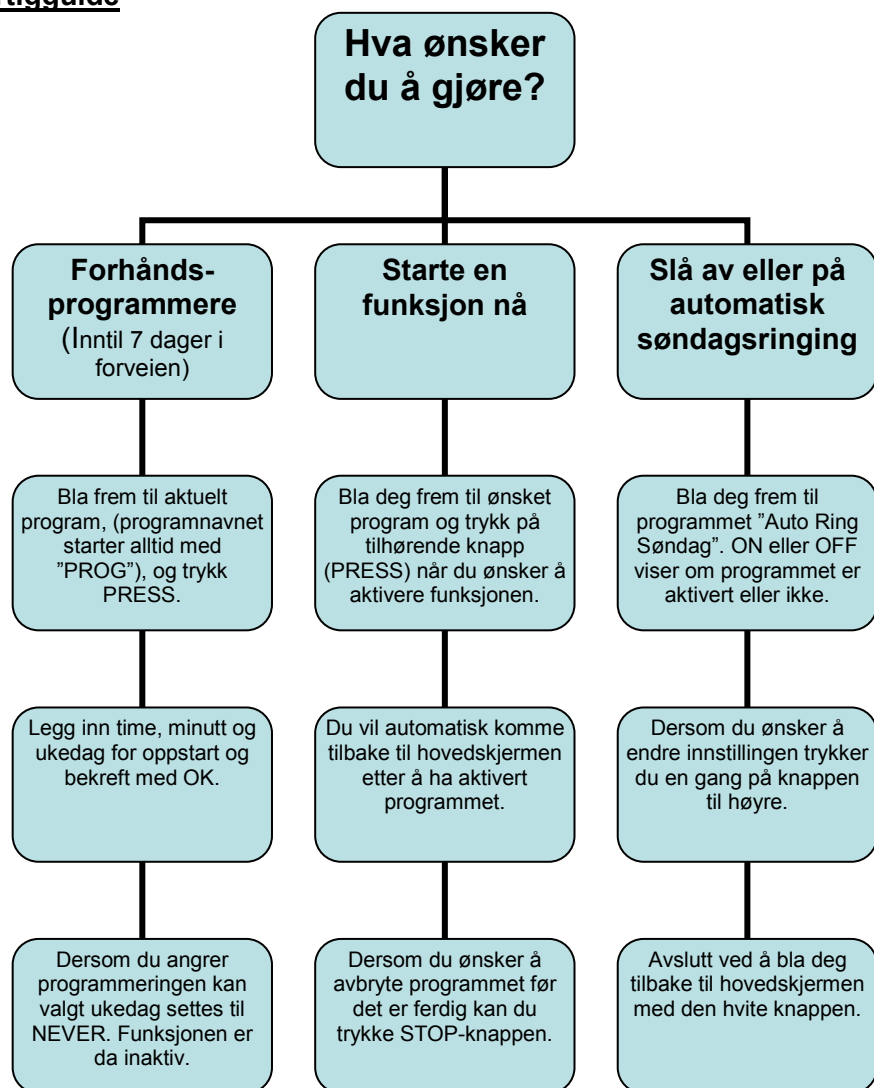 Hva ønsker
du å gjøre?
Forhånds-
programmere
(Inntil 7 dager i
forveien)
Bla frem til aktuelt
program, (programnavnet
starter alltid med
”PROG”), og trykk
PRESS.
Legg inn time, minutt og
ukedag for oppstart og
bekreft med OK.
Dersom du angrer
programmeringen kan
valgt ukedag settes til
NEVER. Funksjonen er
da inaktiv.
Starte en
funksjon nå
Bla deg frem til ønsket
program og trykk på
tilhørende knapp
(PRESS) når du ønsker å
aktivere funksjonen.
Du vil automatisk komme
tilbake til hovedskjermen
etter å ha aktivert
programmet.
Dersom du ønsker å
avbryte programmet før
det er ferdig kan du
trykke STOP-knappen.
Slå av eller på
automatisk
søndagsringing
Bla deg frem til
programmet ”Auto Ring
Søndag”. ON eller OFF
viser om programmet er
aktivert eller ikke.
Dersom du ønsker å
endre innstillingen trykker
du en gang på knappen
til høyre.
Avslutt ved å bla deg
tilbake til hovedskjermen
med den hvite knappen.